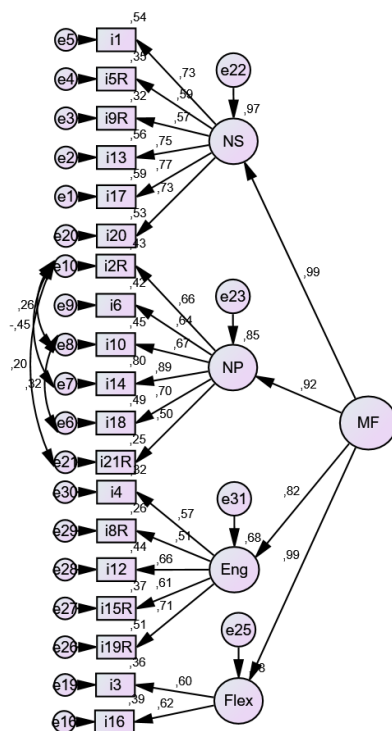 ,54
e5 i1
,35
,73
e22
e4 i5R
,32
,59
,97
e3 i9R
,57
NS
,56
,75
e2 i13
,59
,77
e1 i17
,73
,53
e20 i20
,43
,99
e10 i2R
,42
,66
e23
e9 i6
,26
,45
,64
,85
-,45
e8 i10
,67
NP
,80
,89
,92
MF
,20
e7 i14
,32
,49
,70
e6 i18
,50
,25
e21 i21R
,32
e30 i4
,57
e31
,82
,26
e29 i8R
,51
,68
,44
,66
e28 i12
Eng
,37
,61
,99
e27 i15R
,71
,51
e26 i19R
e25
,36
e19 i3
,60
,39
,62
Flex
e16 i16